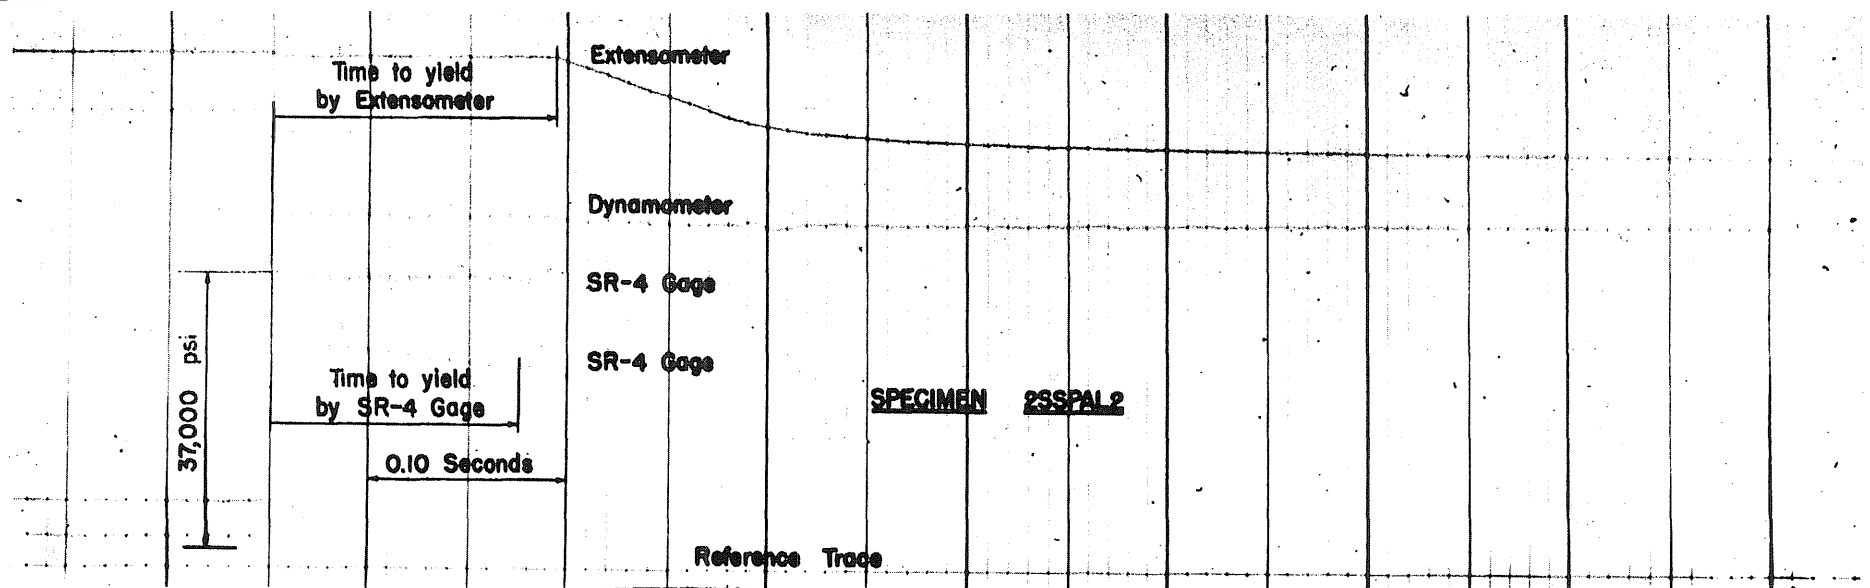 Extensometer
Time to yield
by Extensometer
Dynamometer
SR-4 Gage
SR-4 Gage
37,000 psi
Time to yield
by SR-4 Gage
SPECIMEN 2SSPAL2
0.10 Seconds
Reference Trace